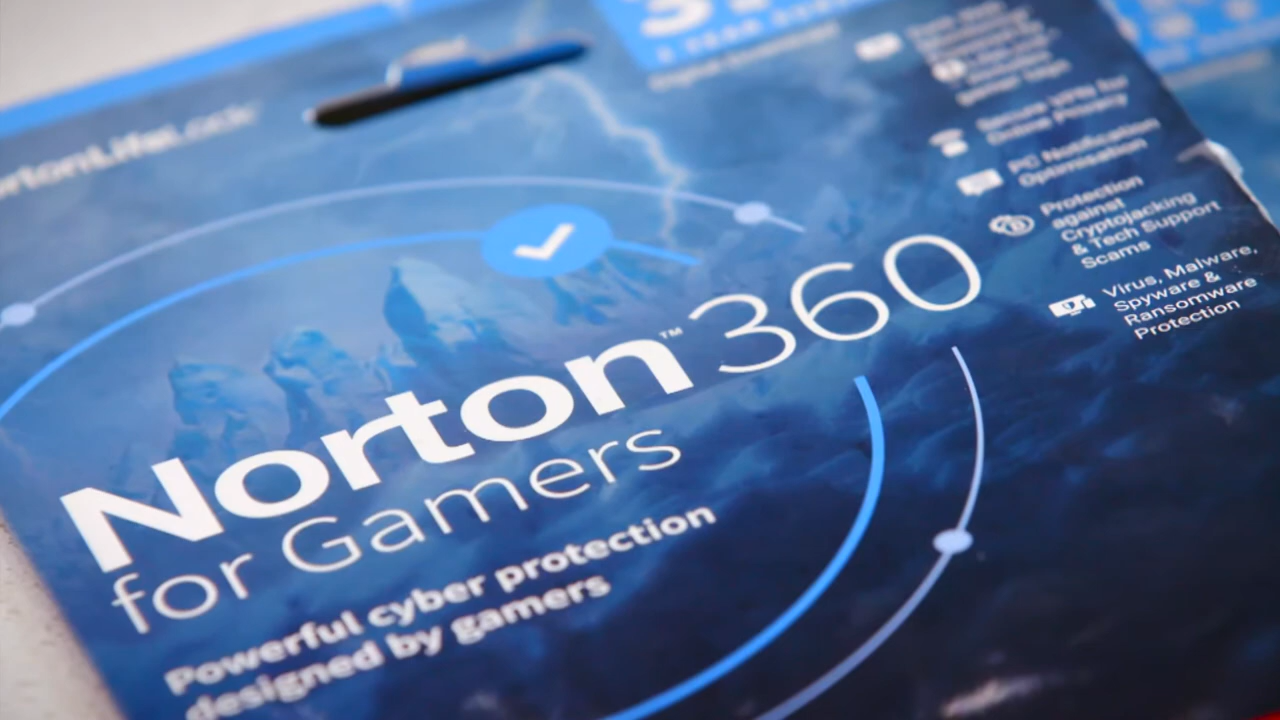 Norton™ 360
for Gamers
Powerful cyber protection
designed by gamers
Secure VPN for
Online Privacy
PC Notification
Optimisation
Protection
against
Cryptojacking
& Tech Support
Scams
Virus, Malware,
Spyware &
Ransomware
Protection